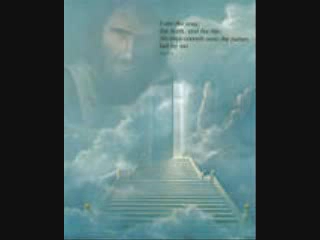 I am the way,
the truth, and the life:
no man cometh unto the father,
but by me.